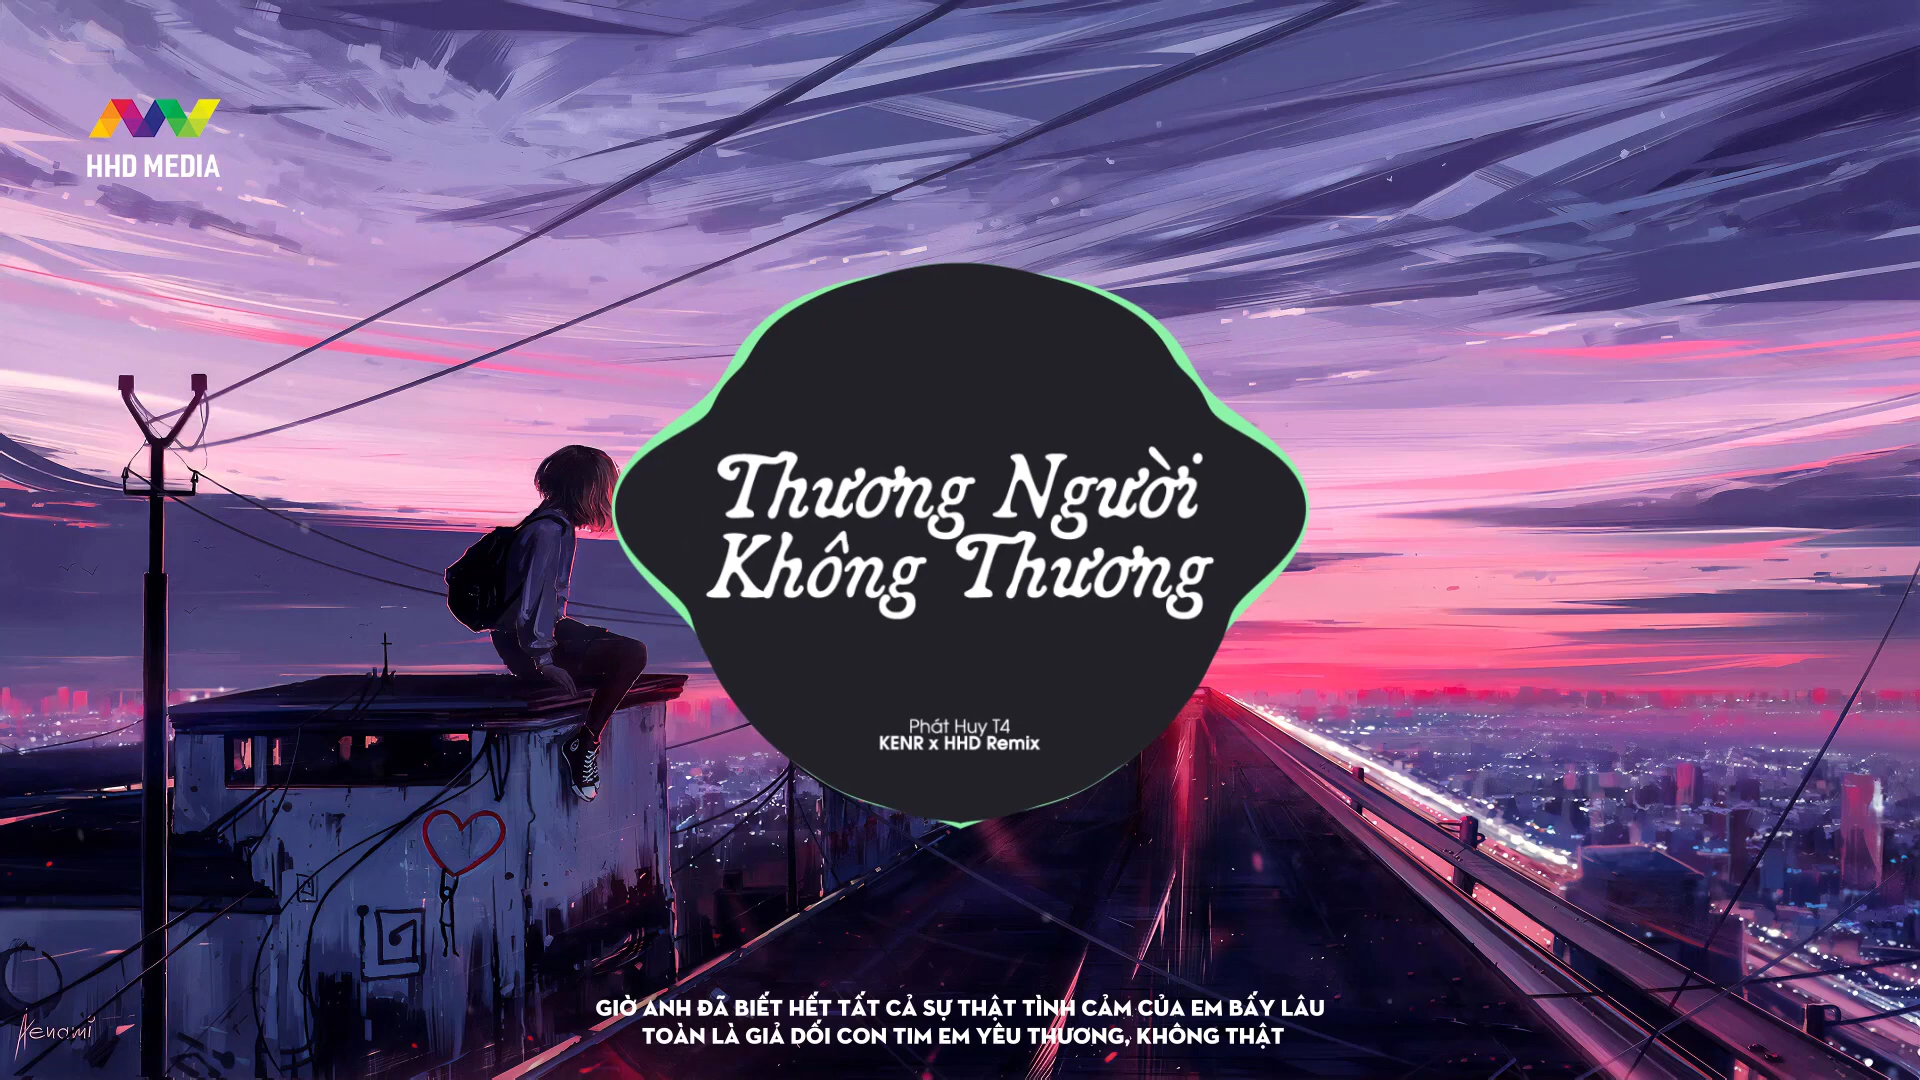 HHD MEDIA
Thương Người
Không Thương
Phát Huy T4
KENR x HHD Remix
GIỜ ANH ĐÃ BIẾT HẾT TẤT CẢ SỰ THẬT TÌNH CẢM CỦA EM BẤY LÂU
TOÀN LÀ GIẢ DỐI CON TIM EM YÊU THƯƠNG, KHÔNG THẬT
Aenami